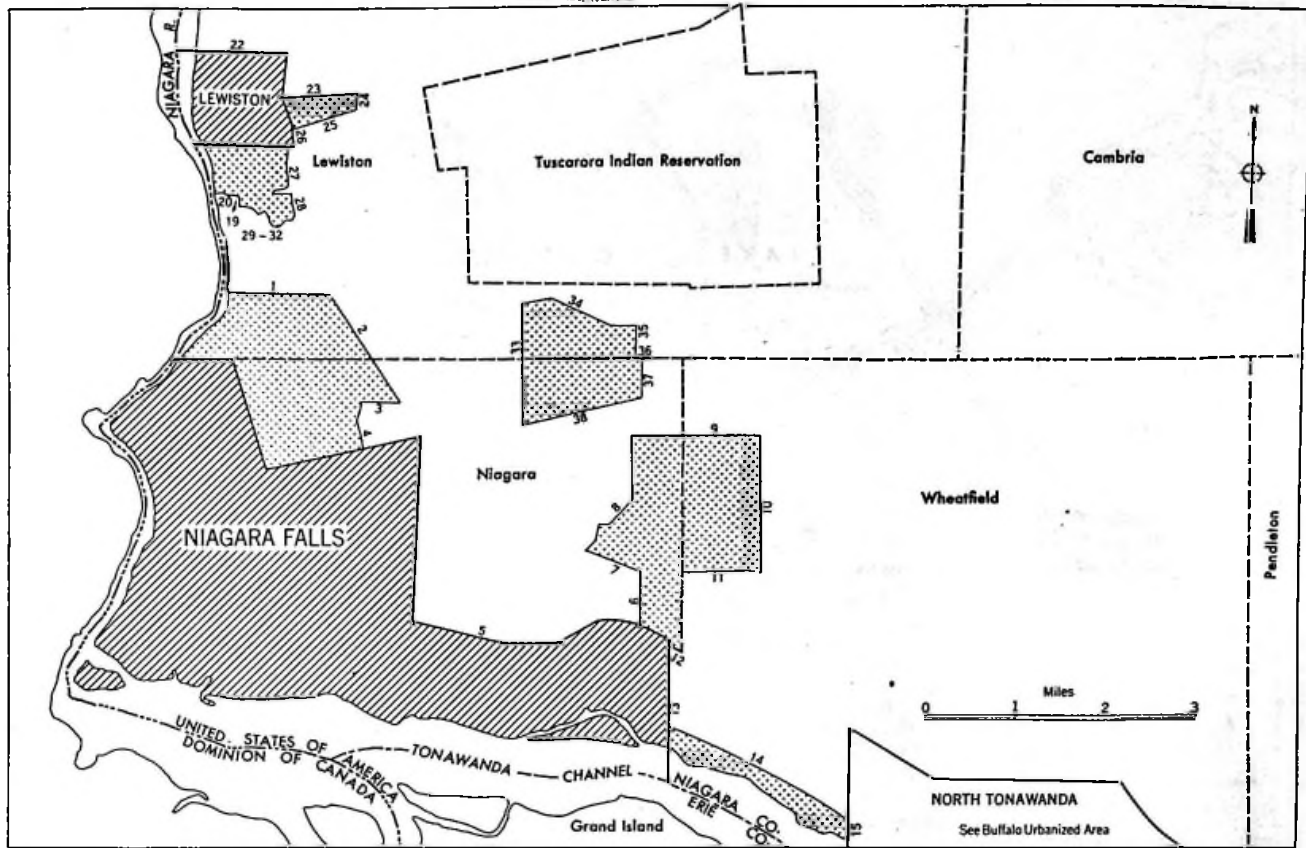 NIAGARA R.
22
LEWISTON
23
24
25
26
Lewiston
Tuscarora Indian Reservation
Cambria
N
27
20
19
28
29 - 32
1
2
34
33
35
36
37
3
38
4
9
Niagara
Wheatfield
8
10
NIAGARA FALLS
7
11
Pendleton
6
5
12
Miles
0 1 2 3
13
UNITED STATES OF AMERICA
DOMINION OF CANADA
TONAWANDA CHANNEL
14
NIAGARA CO.
ERIE CO.
Grand Island
15
NORTH TONAWANDA
See Buffalo Urbanized Area